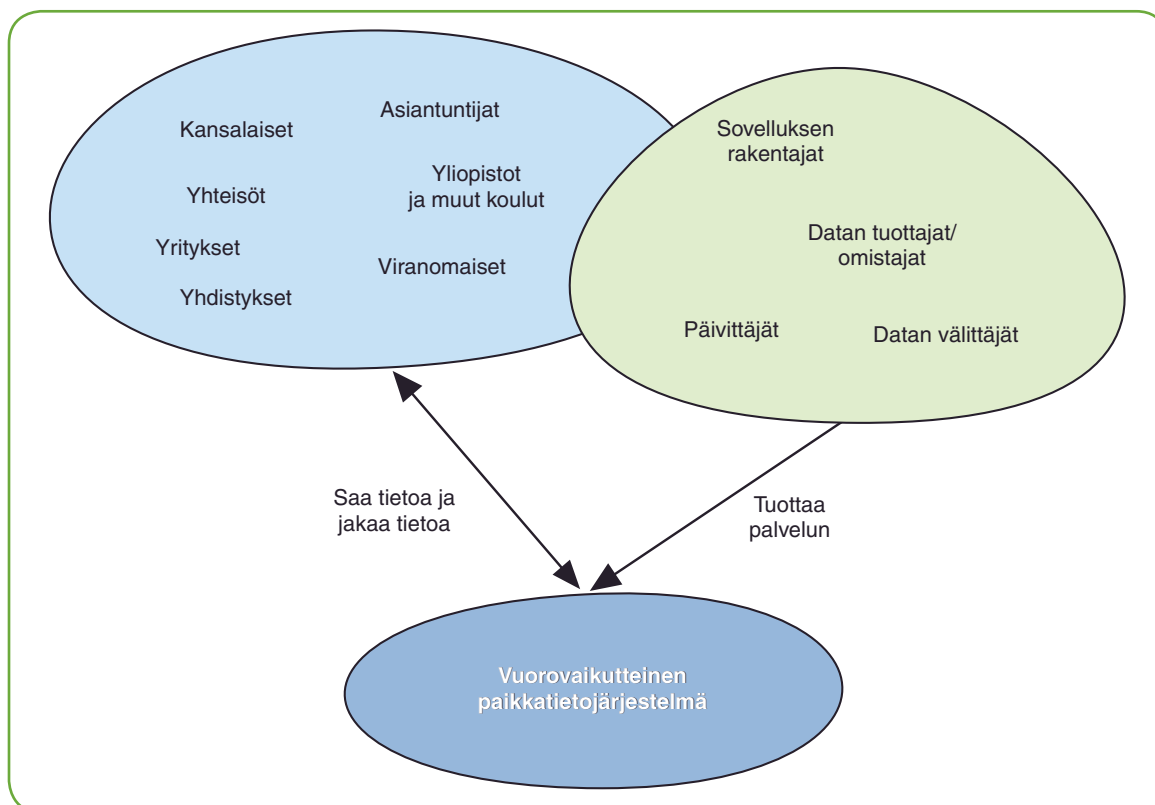 Kansalaiset
Asiantuntijat
Yhteisöt
Yliopistot
ja muut koulut
Yritykset
Viranomaiset
Yhdistykset
Sovelluksen
rakentajat
Datan tuottajat/
omistajat
Päivittäjät
Datan välittäjät
Saa tietoa ja
jakaa tietoa
Tuottaa
palvelun
Vuorovaikutteinen
paikkatietojärjestelmä